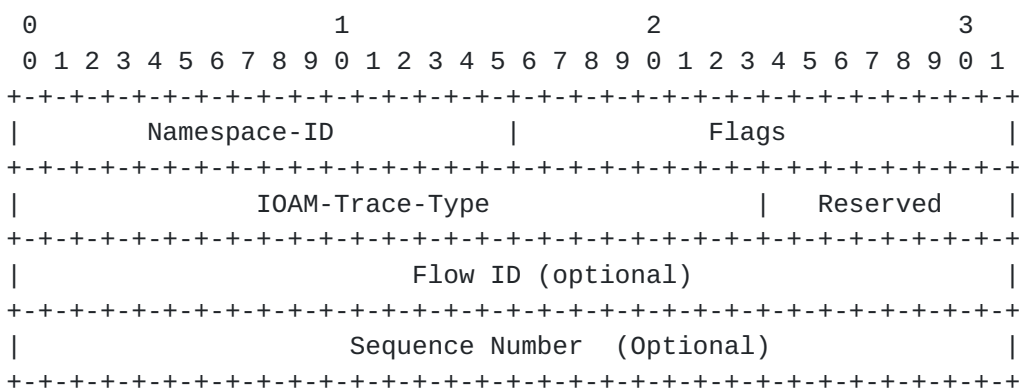 0                   1                   2                   3
 0 1 2 3 4 5 6 7 8 9 0 1 2 3 4 5 6 7 8 9 0 1 2 3 4 5 6 7 8 9 0 1
+-+-+-+-+-+-+-+-+-+-+-+-+-+-+-+-+-+-+-+-+-+-+-+-+-+-+-+-+-+-+-+-+
|        Namespace-ID           |            Flags              |
+-+-+-+-+-+-+-+-+-+-+-+-+-+-+-+-+-+-+-+-+-+-+-+-+-+-+-+-+-+-+-+-+
|               IOAM-Trace-Type                 |   Reserved    |
+-+-+-+-+-+-+-+-+-+-+-+-+-+-+-+-+-+-+-+-+-+-+-+-+-+-+-+-+-+-+-+-+
|                         Flow ID (optional)                    |
+-+-+-+-+-+-+-+-+-+-+-+-+-+-+-+-+-+-+-+-+-+-+-+-+-+-+-+-+-+-+-+-+
|                     Sequence Number  (Optional)               |
+-+-+-+-+-+-+-+-+-+-+-+-+-+-+-+-+-+-+-+-+-+-+-+-+-+-+-+-+-+-+-+-+